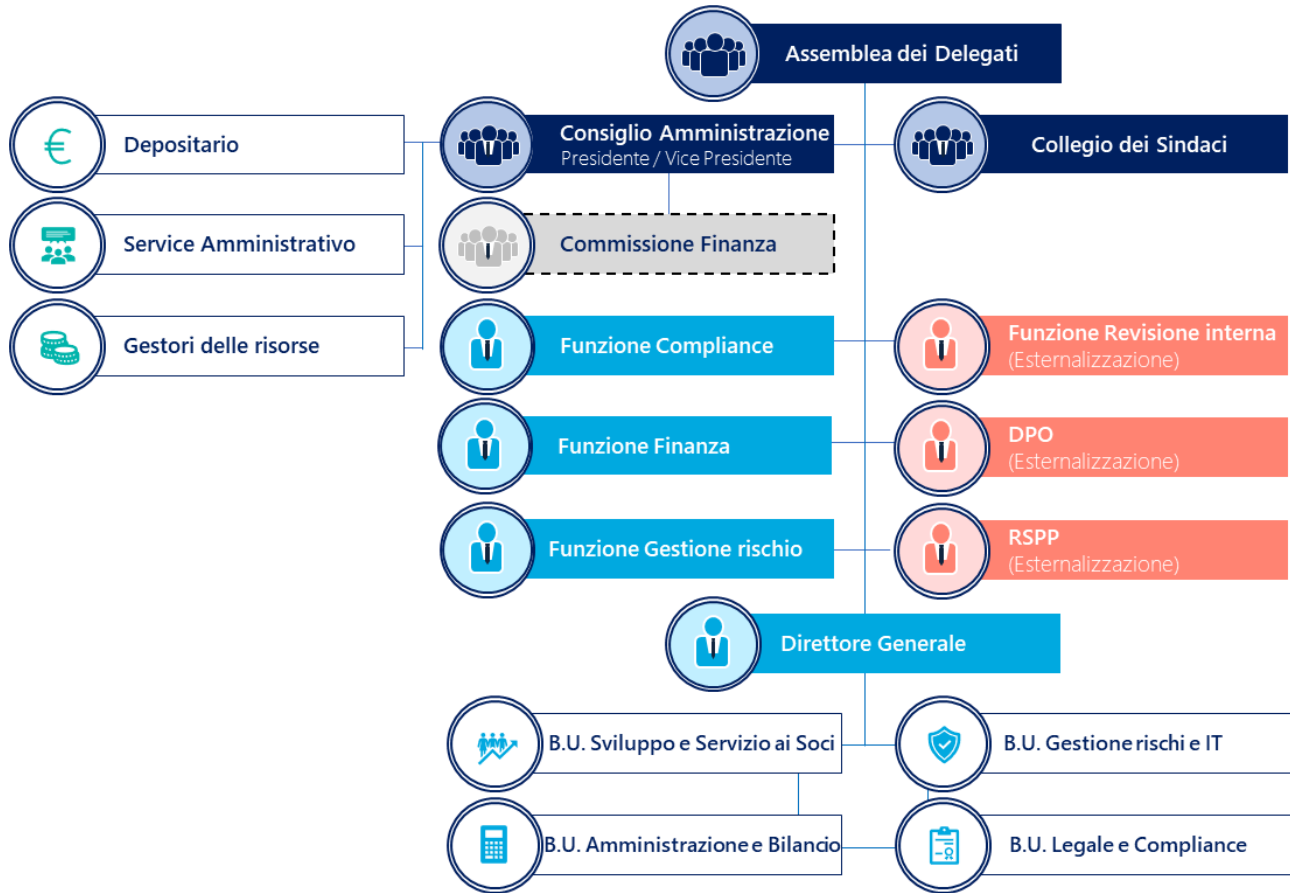 Assemblea dei Delegati
Depositario
Consiglio Amministrazione
Presidente / Vice Presidente
Collegio dei Sindaci
Service Amministrativo
Commissione Finanza
Gestori delle risorse
Funzione Compliance
Funzione Revisione interna
(Esternalizzazione)
Funzione Finanza
DPO
(Esternalizzazione)
Funzione Gestione rischio
RSPP
(Esternalizzazione)
Direttore Generale
B.U. Sviluppo e Servizio ai Soci
B.U. Gestione rischi e IT
B.U. Amministrazione e Bilancio
B.U. Legale e Compliance